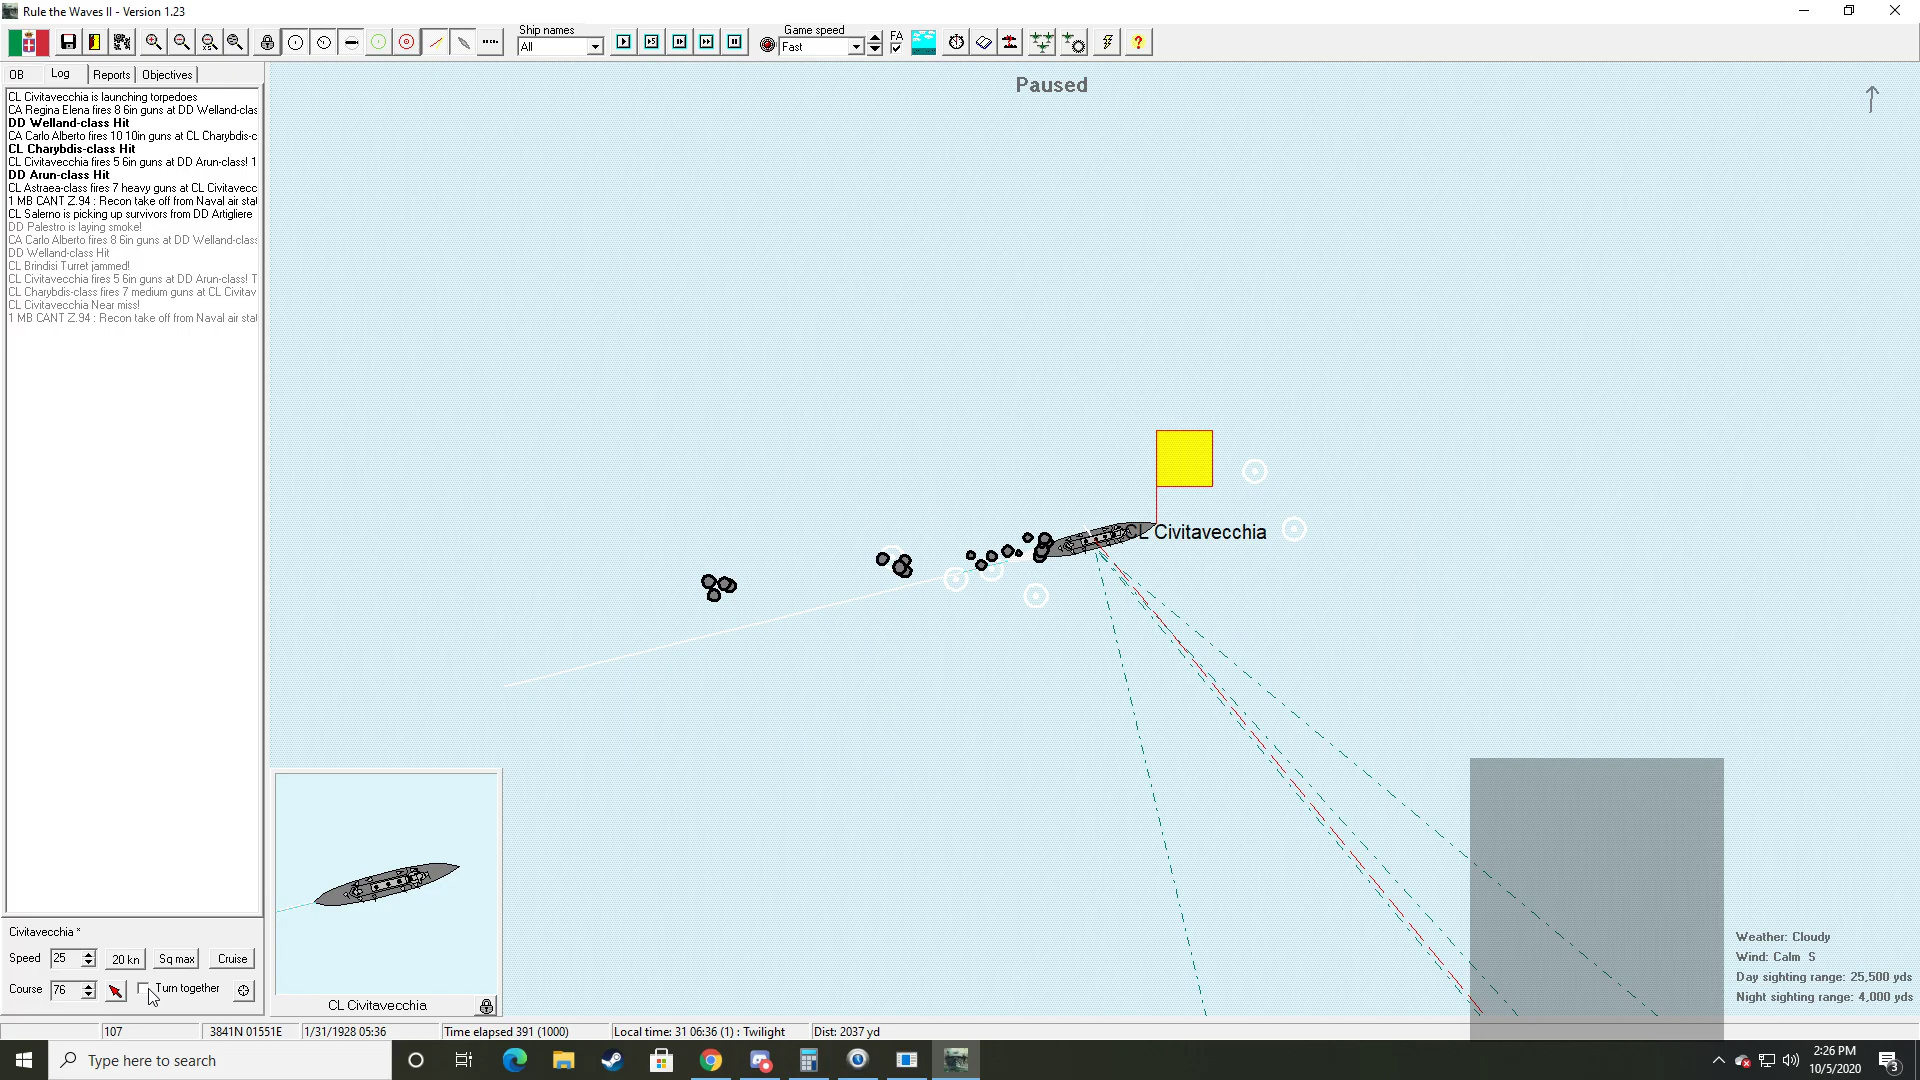 Rule the Waves II - Version 1.23
Ship names
All
Game speed
Fast
FA
OB
Log
Reports
Objectives
CL Civitavecchia is launching torpedoes
CA Regina Elena fires 8 6in guns at DD Welland-clas
DD Welland-class Hit
CA Carlo Alberto fires 10 10in guns at CL Charybdis-c
CL Charybdis-class Hit
CL Civitavecchia fires 5 6in guns at DD Arun-class! 1
DD Arun-class Hit
CL Astraea-class fires 7 heavy guns at CL Civitavecc
1 MB CANT Z.94 : Recon take off from Naval air stat
CL Salerno is picking up survivors from DD Artigliere
DD Palestro is laying smoke!
CA Carlo Alberto fires 8 6in guns at DD Welland-class
DD Welland-class Hit
CL Brindisi Turret jammed!
CL Civitavecchia fires 5 6in guns at DD Arun-class! T
CL Charybdis-class fires 7 medium guns at CL Civitav
CL Civitavecchia Near miss!
1 MB CANT Z.94 : Recon take off from Naval air stat
Paused
CL Civitavecchia
Weather: Cloudy
Wind: Calm S
Day sighting range: 25,500 yds
Night sighting range: 4,000 yds
Civitavecchia *
Speed 25 20 kn Sq max Cruise
Course 76 Turn together
CL Civitavecchia
107 3841N 01551E 1/31/1928 05:36 Time elapsed 391 (1000) Local time: 31 06:36 (1) : Twilight Dist: 2037 yd
Type here to search
2:26 PM
10/5/2020
3